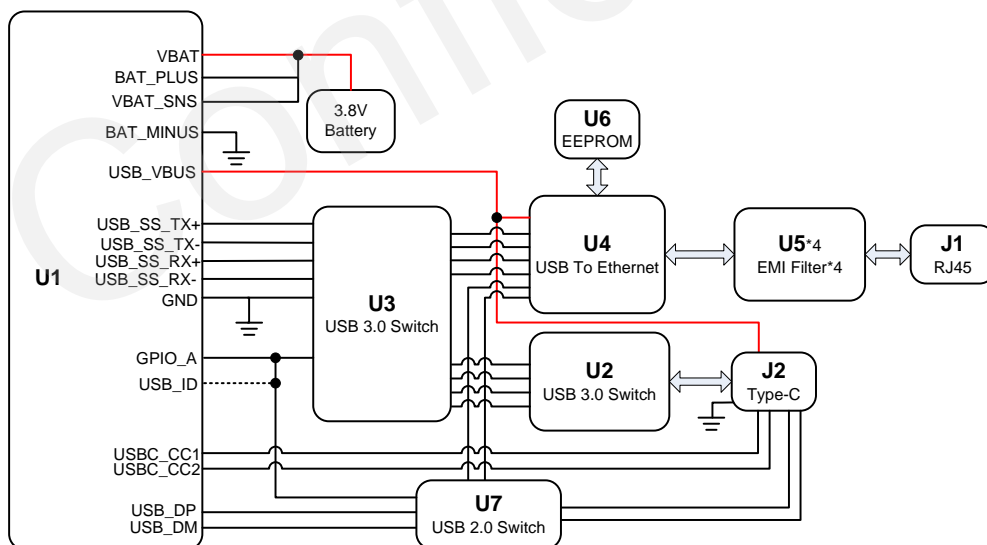 VBAT
BAT_PLUS
VBAT_SNS
BAT_MINUS
USB_VBUS
USB_SS_TX+
USB_SS_TX-
USB_SS_RX+
USB_SS_RX-
GND
GPIO_A
USB_ID
USBC_CC1
USBC_CC2
USB_DP
USB_DM
U1
3.8V
Battery
U3
USB 3.0 Switch
U6
EEPROM
U4
USB To Ethernet
U5*4
EMI Filter*4
J1
RJ45
U2
USB 3.0 Switch
J2
Type-C
U7
USB 2.0 Switch